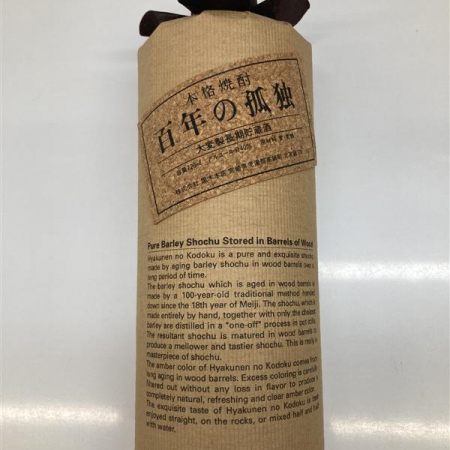 本格焼酎
百年の孤独
大麦製長期貯蔵酒
Pure Barley Shochu Stored in Barrels of Wood
Hyakunen no Kodoku is a pure and exquisite shochu
made by aging barley shochu in wood barrels over a
long period of time.
The barley shochu which is aged in wood barrels is
made by a 100-year-old traditional method handed
down since the 18th year of Meiji. The shochu, which is
made entirely by hand, together with only the choicest
barley are distilled in a "one-off" process in pot stills.
The resultant shochu is matured in wood barrels to
produce a mellower and tastier shochu. This is really a
masterpiece of shochu.
The amber color of Hyakunen no Kodoku comes from
long aging in wood barrels. Excess coloring is carefully
filtered out without any loss in flavor to produce a
completely natural, refreshing and clear amber color.
The exquisite taste of Hyakunen no Kodoku is best
enjoyed straight, on the rocks, or mixed half and half
with water.